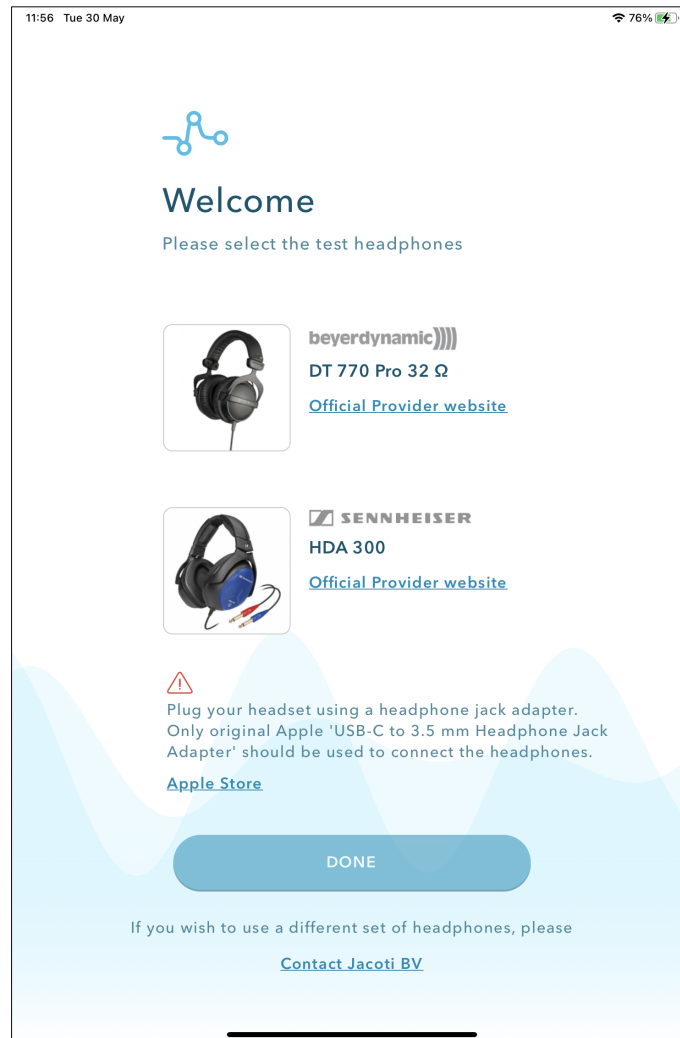 11:56 Tue 30 May
76%
Welcome
Please select the test headphones
beyerdynamic
DT 770 Pro 32 Ω
Official Provider website
SENNHEISER
HDA 300
Official Provider website
Plug your headset using a headphone jack adapter.
Only original Apple 'USB-C to 3.5 mm Headphone Jack
Adapter' should be used to connect the headphones.
Apple Store
DONE
If you wish to use a different set of headphones, please
Contact Jacoti BV